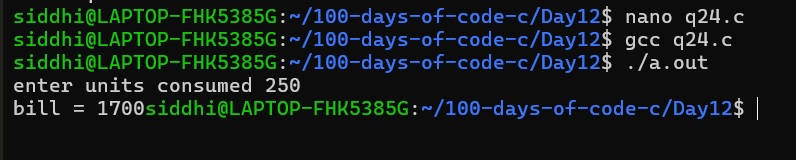 siddhi@LAPTOP-FHK5385G:~/100-days-of-code-c/Day12$ nano q24.c
siddhi@LAPTOP-FHK5385G:~/100-days-of-code-c/Day12$ gcc q24.c
siddhi@LAPTOP-FHK5385G:~/100-days-of-code-c/Day12$ ./a.out
enter units consumed 250
bill = 1700siddhi@LAPTOP-FHK5385G:~/100-days-of-code-c/Day12$